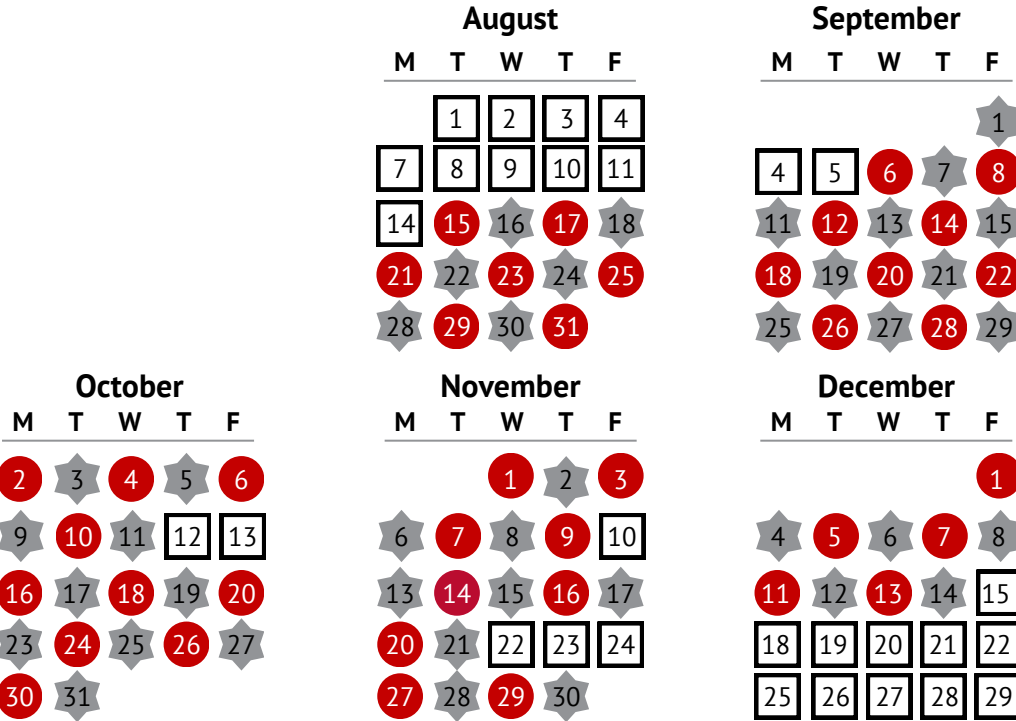 August
M T W T F
1 2 3 4
7 8 9 10 11
14 15 16 17 18
21 22 23 24 25
28 29 30 31
September
M T W T F
1
4 5 6 7 8
11 12 13 14 15
18 19 20 21 22
25 26 27 28 29
October
M T W T F
2 3 4 5 6
9 10 11 12 13
16 17 18 19 20
23 24 25 26 27
30 31
November
M T W T F
1 2 3
6 7 8 9 10
13 14 15 16 17
20 21 22 23 24
27 28 29 30
December
M T W T F
1
4 5 6 7 8
11 12 13 14 15
18 19 20 21 22
25 26 27 28 29